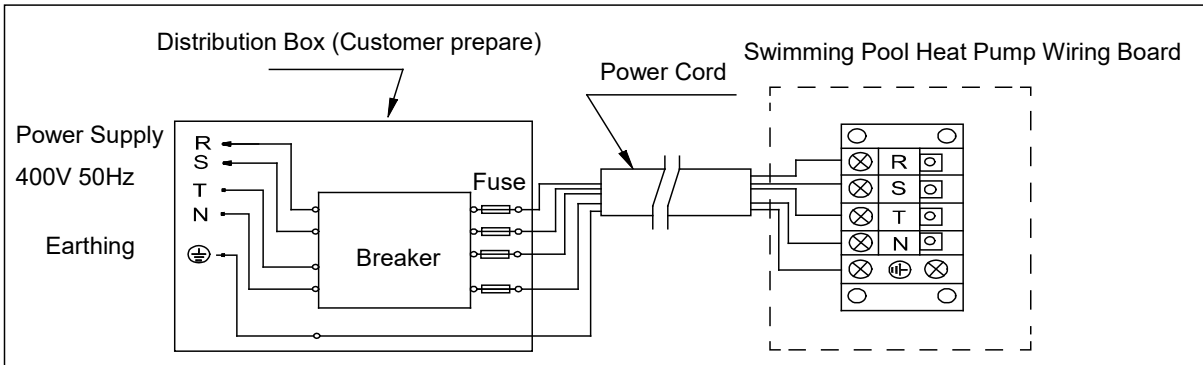 Distribution Box (Customer prepare)
Swimming Pool Heat Pump Wiring Board
Power Cord
Power Supply
400V 50Hz
Earthing
R
S
T
N
Breaker
Fuse
R
S
T
N